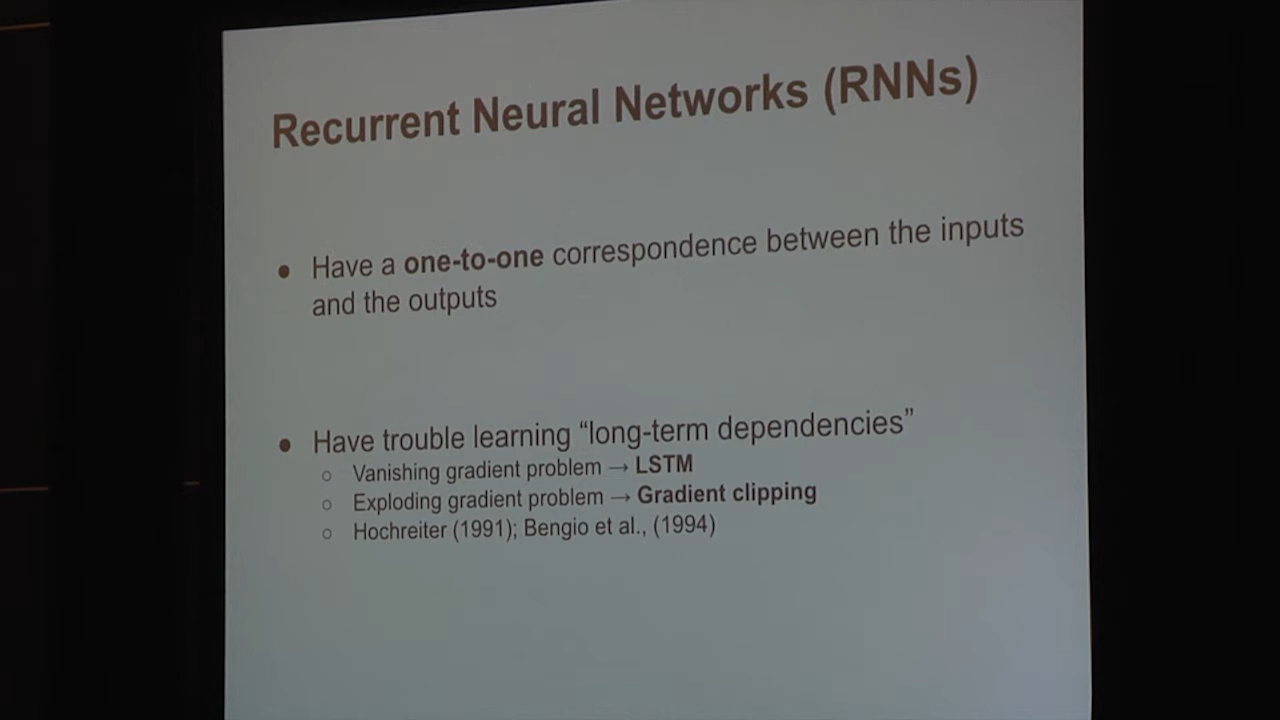 Recurrent Neural Networks (RNNs)
● Have a one-to-one correspondence between the inputs
and the outputs
● Have trouble learning “long-term dependencies”
○ Vanishing gradient problem → LSTM
○ Exploding gradient problem → Gradient clipping
○ Hochreiter (1991); Bengio et al., (1994)